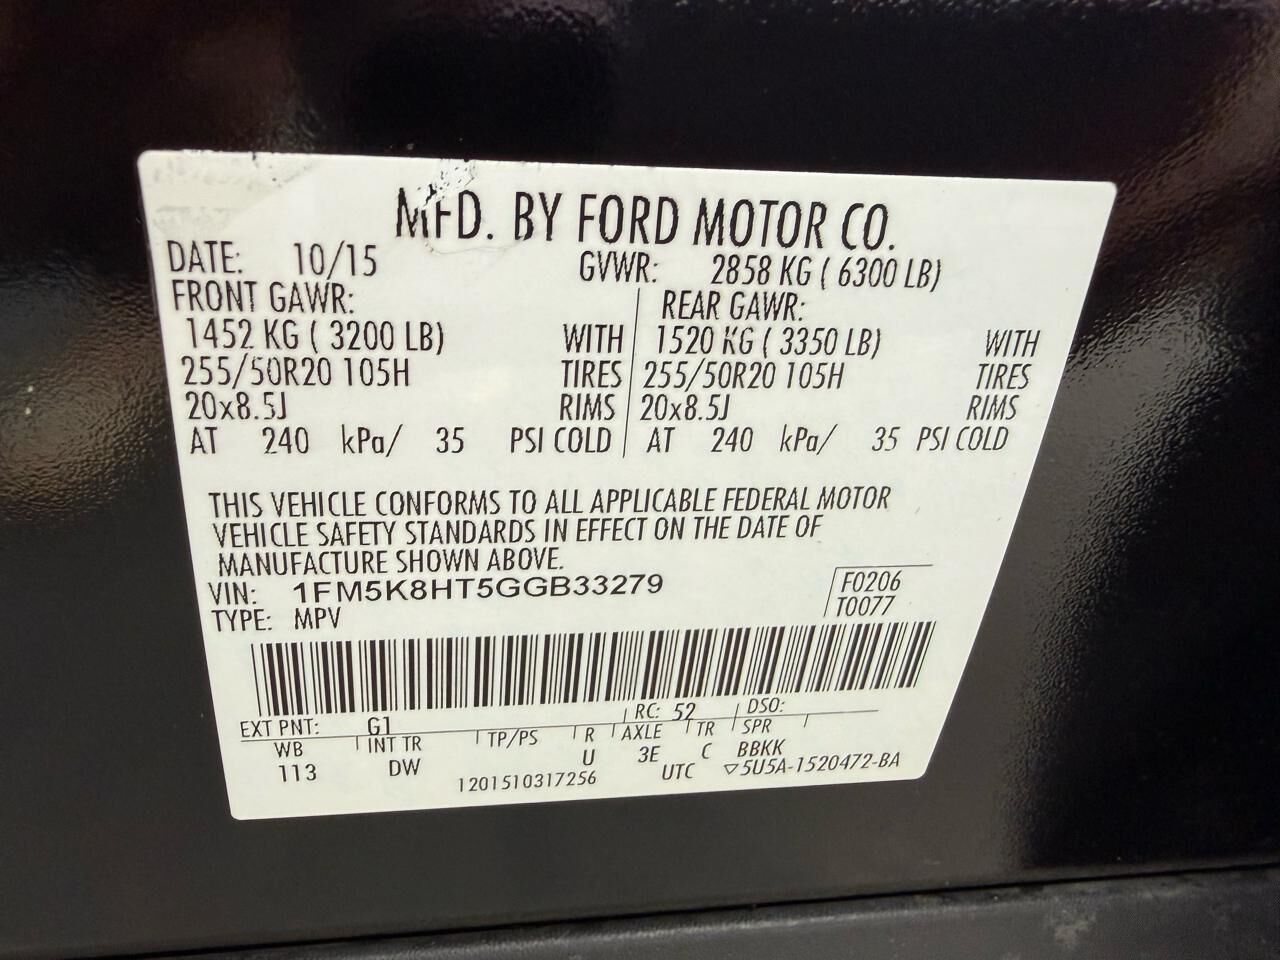 MFD. BY FORD MOTOR CO.
DATE: 10/15 GVWR: 2858 KG ( 6300 LB)
FRONT GAWR: REAR GAWR:
1452 KG ( 3200 LB) WITH 1520 KG ( 3350 LB) WITH
255/50R20 105H TIRES 255/50R20 105H TIRES
20x8.5J RIMS 20x8.5J RIMS
AT 240 kPa/ 35 PSI COLD AT 240 kPa/ 35 PSI COLD
THIS VEHICLE CONFORMS TO ALL APPLICABLE FEDERAL MOTOR
VEHICLE SAFETY STANDARDS IN EFFECT ON THE DATE OF
MANUFACTURE SHOWN ABOVE.
VIN: 1FM5K8HT5GGB33279 F0206
TYPE: MPV T0077
EXT PNT: G1 RC: 52 DSO:
WB INT TR TP/PS R AXLE TR SPR
113 DW U 3E C BBKK
1201510317256 UTC ▽5U5A-1520472-BA